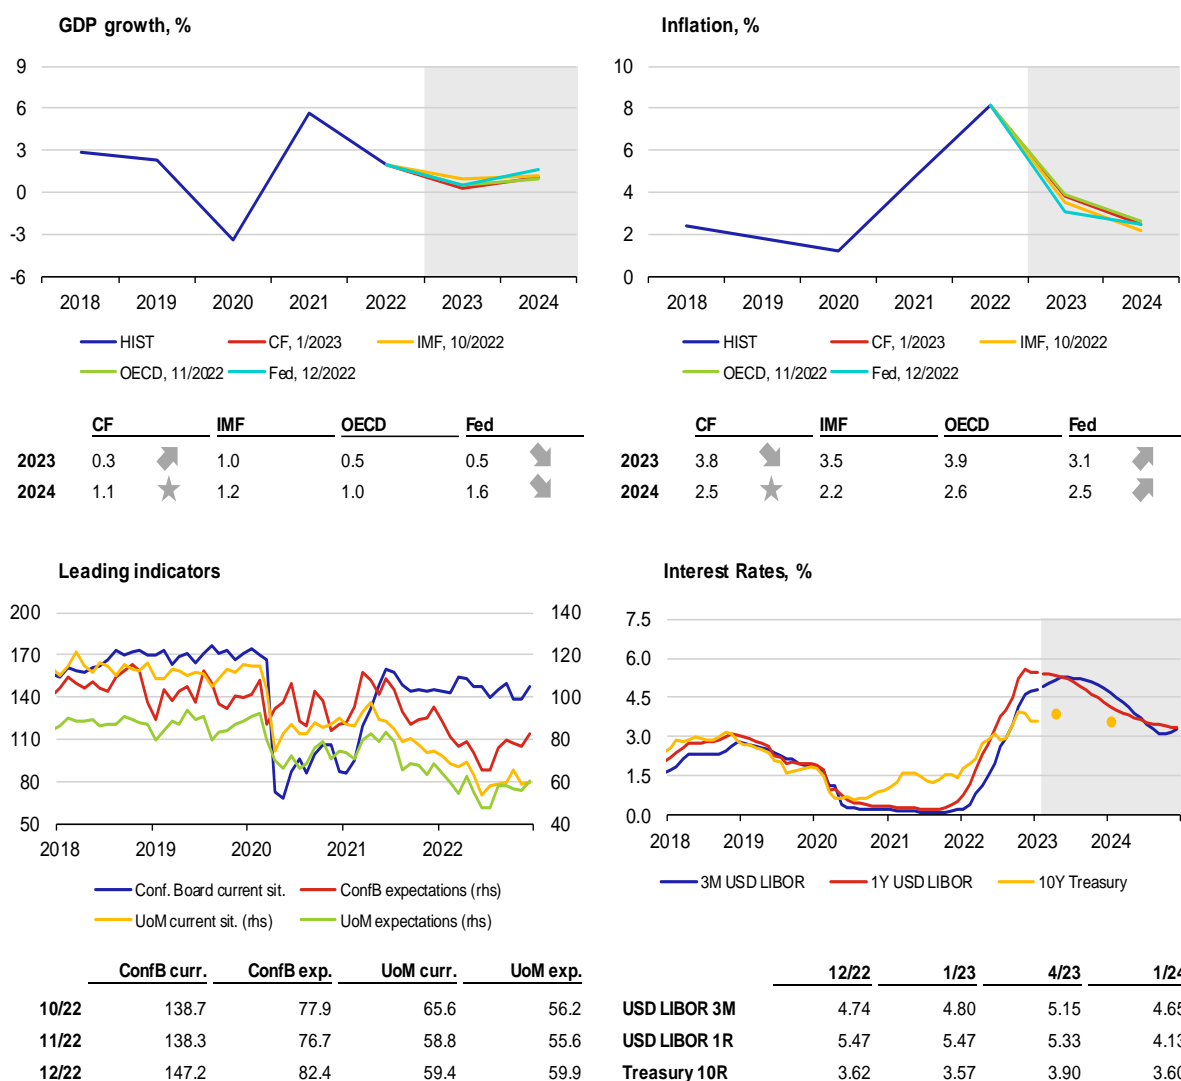 GDP growth, %
9
6
3
0
-3
-6
2018 2019 2020 2021 2022 2023 2024
HIST CF, 1/2023 IMF, 10/2022
OECD, 11/2022 Fed, 12/2022
CF IMF OECD Fed
2023 0.3 1.0 0.5 0.5
2024 1.1 1.2 1.0 1.6
Inflation, %
10
8
6
4
2
0
2018 2019 2020 2021 2022 2023 2024
HIST CF, 1/2023 IMF, 10/2022
OECD, 11/2022 Fed, 12/2022
CF IMF OECD Fed
2023 3.8 3.5 3.9 3.1
2024 2.5 2.2 2.6 2.5
Leading indicators
200 140
170 120
140 100
110 80
80 60
50 40
2018 2019 2020 2021 2022
Conf. Board current sit. ConfB expectations (rhs)
UoM current sit. (rhs) UoM expectations (rhs)
ConfB curr. ConfB exp. UoM curr. UoM exp.
10/22 138.7 77.9 65.6 56.2
11/22 138.3 76.7 58.8 55.6
12/22 147.2 82.4 59.4 59.9
Interest Rates, %
7.5
6.0
4.5
3.0
1.5
0.0
2018 2019 2020 2021 2022 2023 2024
3M USD LIBOR 1Y USD LIBOR 10Y Treasury
12/22 1/23 4/23 1/24
USD LIBOR 3M 4.74 4.80 5.15 4.65
USD LIBOR 1R 5.47 5.47 5.33 4.13
Treasury 10R 3.62 3.57 3.90 3.60